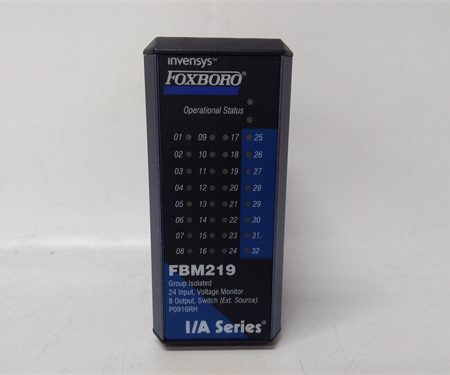 invensys™
FOXBORO®
Operational Status
01 09 17 25
02 10 18 26
03 11 19 27
04 12 20 28
05 13 21 29
06 14 22 30
07 15 23 31
08 16 24 32
FBM219
Group Isolated
24 Input, Voltage Monitor
8 Output, Switch (Ext. Source)
P0916RH
I/A Series®